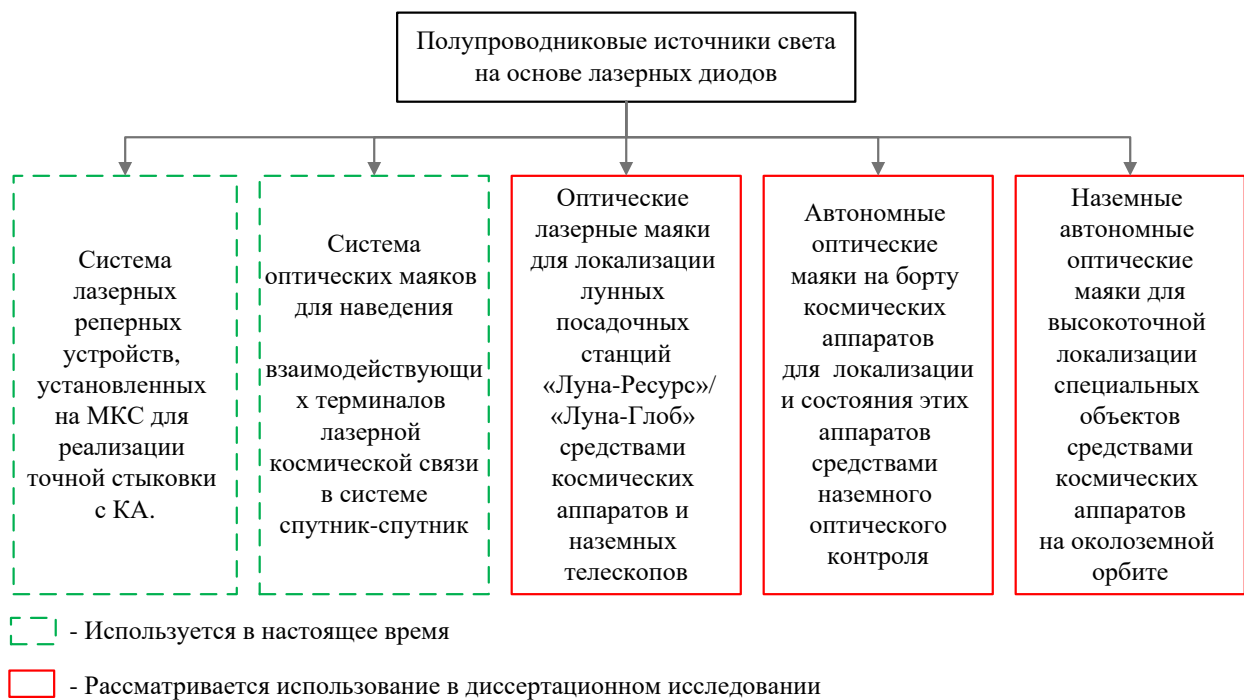 Полупроводниковые источники света
на основе лазерных диодов
Система
лазерных
реперных
устройств,
установленных
на МКС для
реализации
точной стыковки
с КА.
Система
оптических маяков
для наведения
взаимодействующи
х терминалов
лазерной
космической связи
в системе
спутник-спутник
Оптические
лазерные маяки
для локализации
лунных
посадочных
станций
«Луна-Ресурс»/
«Луна-Глоб»
средствами
космических
аппаратов и
наземных
телескопов
Автономные
оптические
маяки на борту
космических
аппаратов
для локализации
и состояния этих
аппаратов
средствами
наземного
оптического
контроля
Наземные
автономные
оптические
маяки для
высокоточной
локализации
специальных
объектов
средствами
космических
аппаратов
на околоземной
орбите
- Используется в настоящее время
- Рассматривается использование в диссертационном исследовании